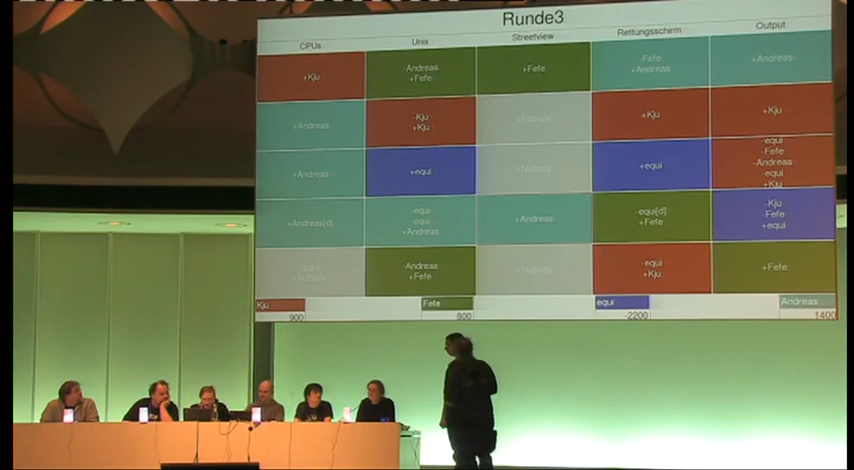 Runde3
CPUs
Unix
Streetview
Rettungsschirm
Output
+Kju
-Andreas
+Fefe
+Fefe
-Fefe
+Andreas
+Andreas
+Andreas
-Kju
+Kju
+Nobody
+Kju
+Kju
+Andreas
+equi
+Nobody
+equi
-equi
-Fefe
-Andreas
-equi
+Kju
+Andreas[d]
-equi
-equi
+Andreas
+Andreas
-equi[d]
+Fefe
-Kju
-Fefe
+equi
-equi
+Nobody
-Andreas
+Fefe
+Nobody
-equi
+Kju
+Fefe
Kju
Fefe
equi
Andreas
900
800
-2200
1400